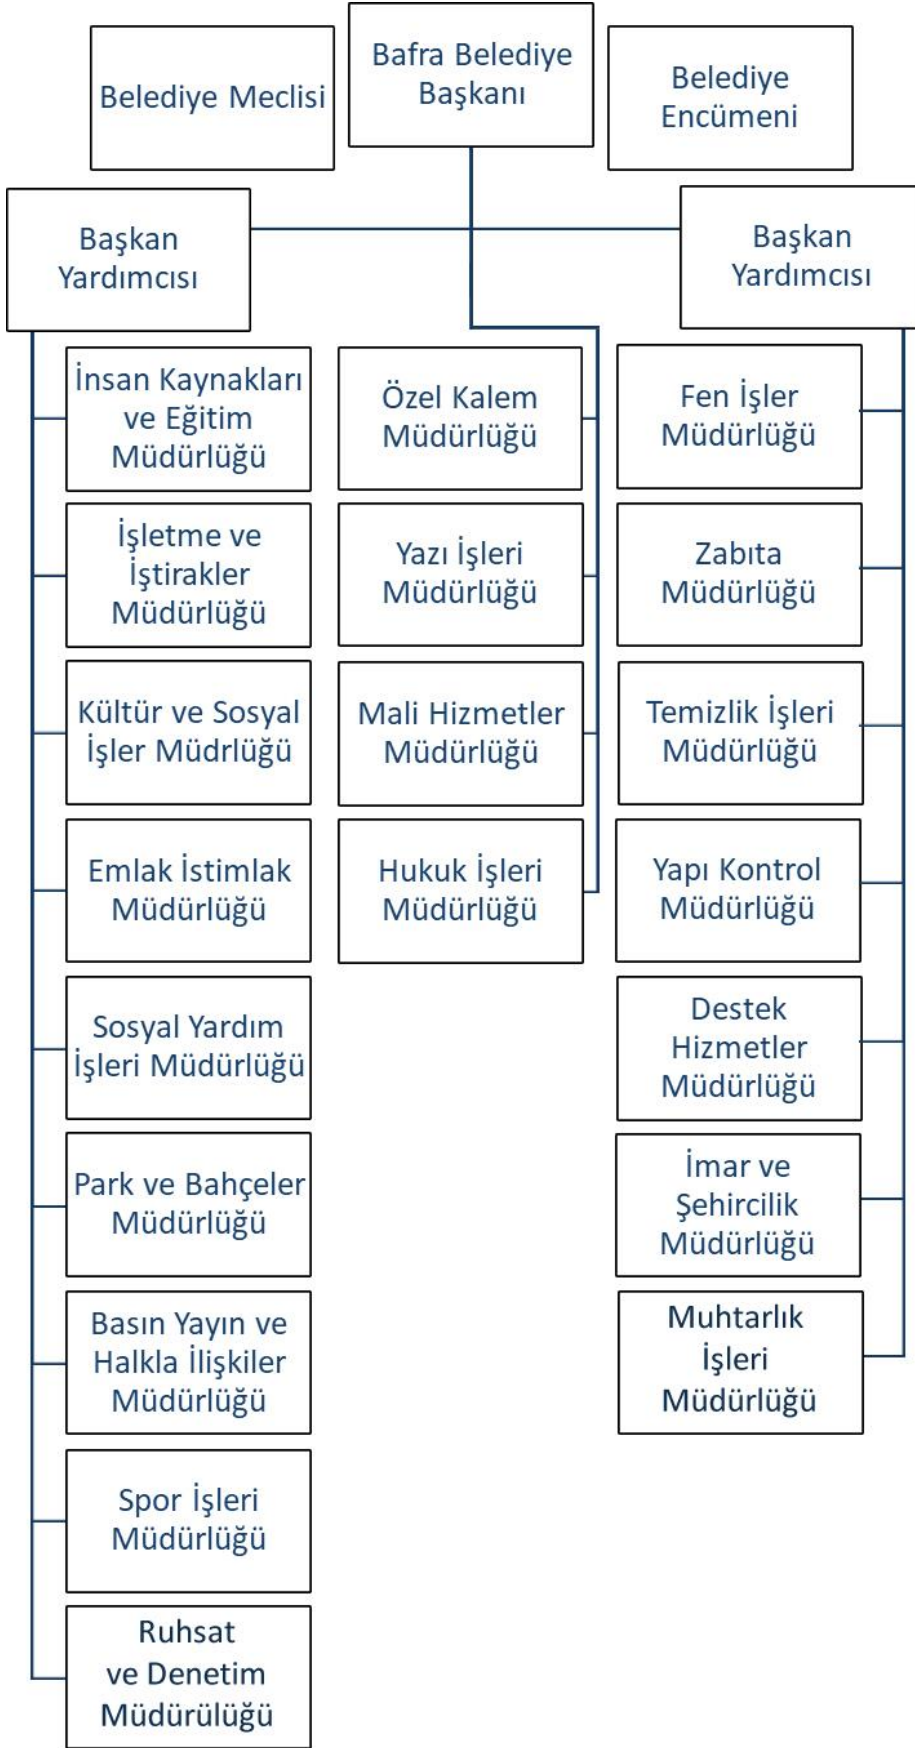 Belediye Meclisi
Bafra Belediye
Başkanı
Belediye
Encümeni
Başkan
Yardımcısı
Başkan
Yardımcısı
İnsan Kaynakları
ve Eğitim
Müdürlüğü
İşletme ve
İştirakler
Müdürlüğü
Kültür ve Sosyal
İşler Müdrlüğü
Emlak İstimlak
Müdürlüğü
Sosyal Yardım
İşleri Müdürlüğü
Park ve Bahçeler
Müdürlüğü
Basın Yayın ve
Halkla İlişkiler
Müdürlüğü
Spor İşleri
Müdürlüğü
Ruhsat
ve Denetim
Müdürülüğü
Özel Kalem
Müdürlüğü
Yazı İşleri
Müdürlüğü
Mali Hizmetler
Müdürlüğü
Hukuk İşleri
Müdürlüğü
Fen İşler
Müdürlüğü
Zabıta
Müdürlüğü
Temizlik İşleri
Müdürlüğü
Yapı Kontrol
Müdürlüğü
Destek
Hizmetler
Müdürlüğü
İmar ve
Şehircilik
Müdürlüğü
Muhtarlık
İşleri
Müdürlüğü